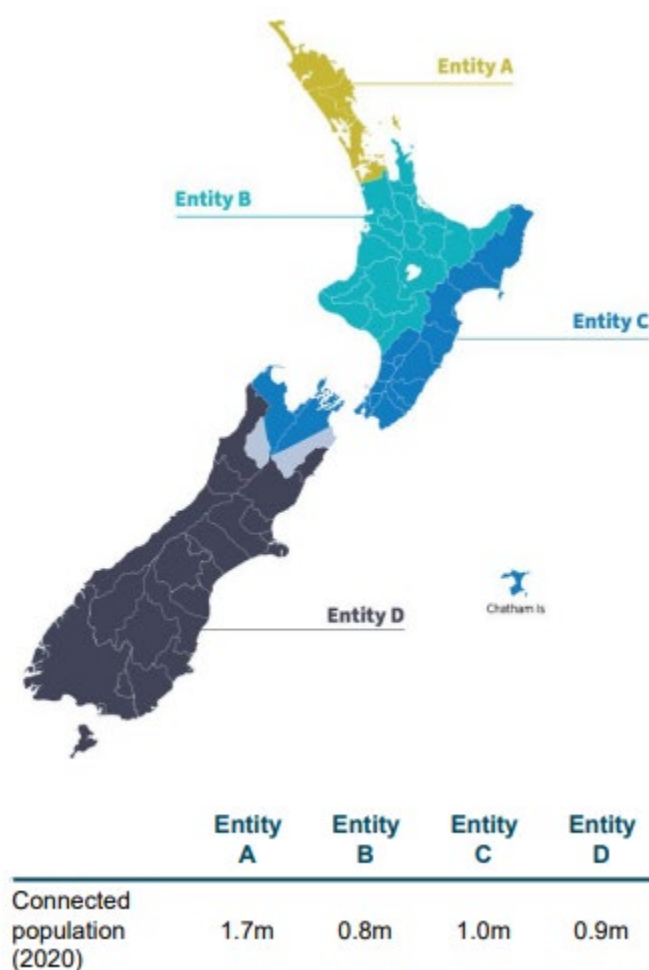 Entity A
Entity B
Entity C
Chatham Is
Entity D
Entity Entity Entity Entity
A B C D
Connected
population 1.7m 0.8m 1.0m 0.9m
(2020)